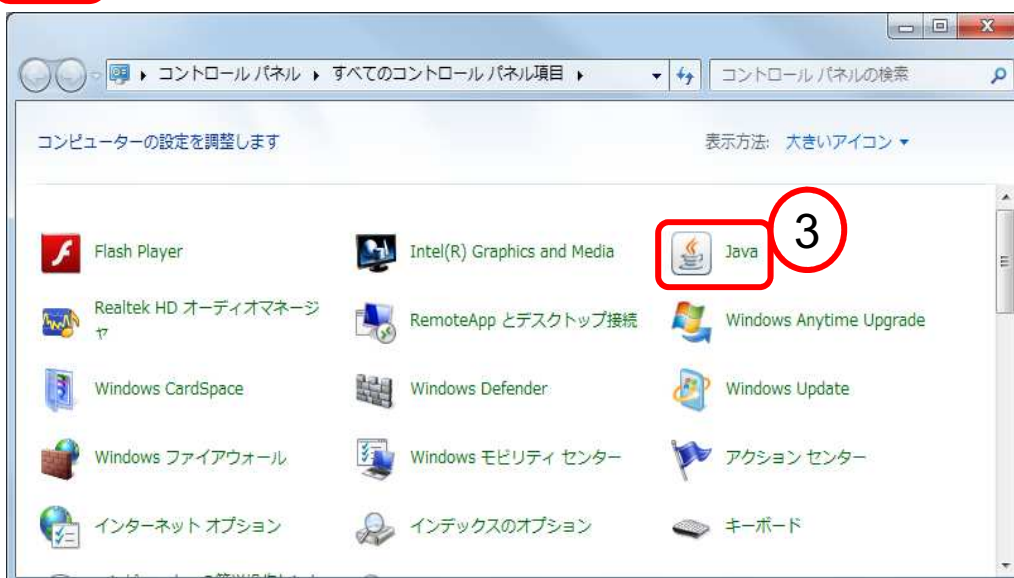 コントロール パネル ▸ すべてのコントロール パネル項目 ▸ コントロール パネルの検索
コンピューターの設定を調整します 表示方法: 大きいアイコン
3
Flash Player Intel(R) Graphics and Media Java
Realtek HD オーディオマネージ
ャ
RemoteApp とデスクトップ接続 Windows Anytime Upgrade
Windows CardSpace Windows Defender Windows Update
Windows ファイアウォール Windows モビリティ センター アクション センター
インターネット オプション インデックスのオプション キーボード